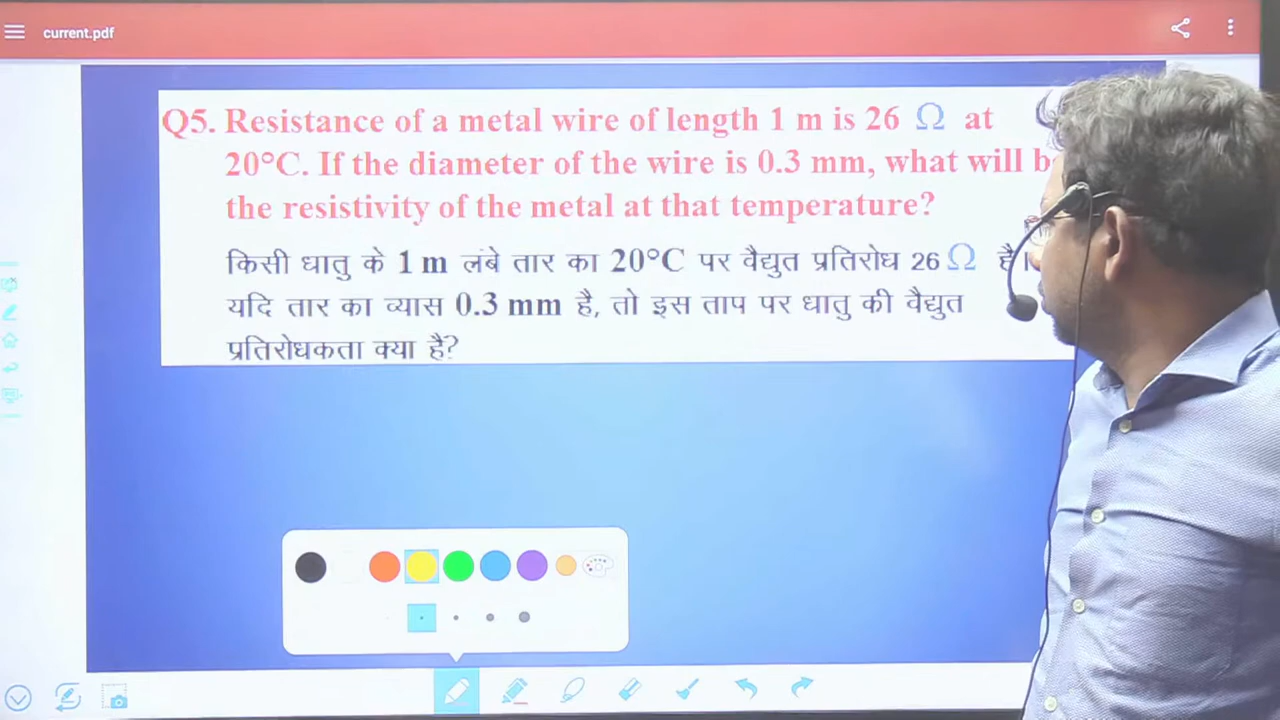 current.pdf
Q5. Resistance of a metal wire of length 1 m is 26 Ω at
20°C. If the diameter of the wire is 0.3 mm, what will
the resistivity of the metal at that temperature?
किसी धातु के 1 m लंबे तार का 20°C पर वैद्युत प्रतिरोध 26 Ω है।
यदि तार का व्यास 0.3 mm है, तो इस ताप पर धातु की वैद्युत
प्रतिरोधकता क्या है?